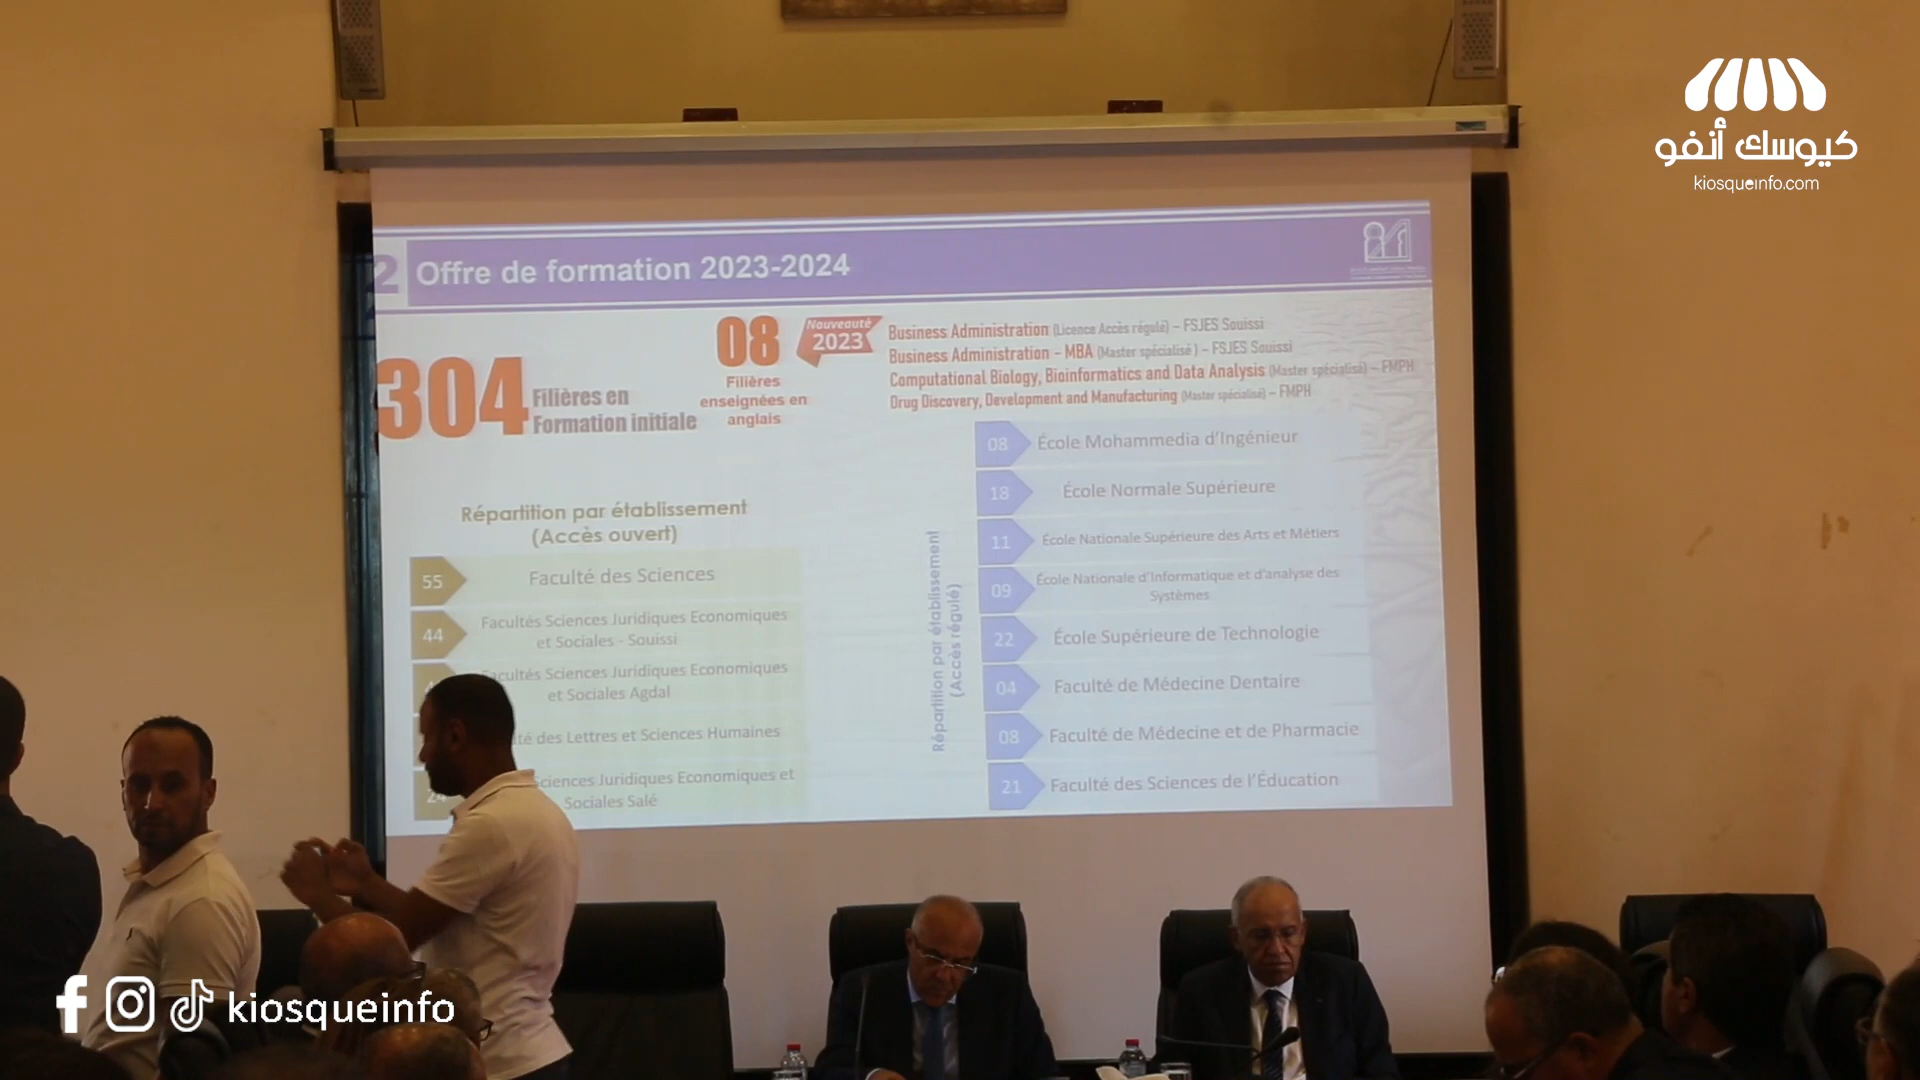 كيوسك أنفو
kiosqueinfo.com
2 Offre de formation 2023-2024
304 Filières en
Formation initiale
08
Filières
enseignées en
anglais
Nouveauté
2023
Business Administration (Licence Accès régulé) – FSJES Souissi
Business Administration – MBA (Master spécialisé ) – FSJES Souissi
Computational Biology, Bioinformatics and Data Analysis (Master spécialisé) – FMPH
Drug Discovery, Development and Manufacturing (Master spécialisé) – FMPH
Répartition par établissement
(Accès ouvert)
55 Faculté des Sciences
44 Facultés Sciences Juridiques Economiques
et Sociales - Souissi
Sciences Juridiques Economiques
et Sociales Agdal
des Lettres et Sciences Humaines
24 Sciences Juridiques Economiques et
Sociales Salé
Répartition par établissement
(Accès régulé)
08 École Mohammedia d'Ingénieur
18 École Normale Supérieure
11 École Nationale Supérieure des Arts et Métiers
09 École Nationale d'Informatique et d'analyse des
Systèmes
22 École Supérieure de Technologie
04 Faculté de Médecine Dentaire
08 Faculté de Médecine et de Pharmacie
21 Faculté des Sciences de l'Éducation
kiosqueinfo